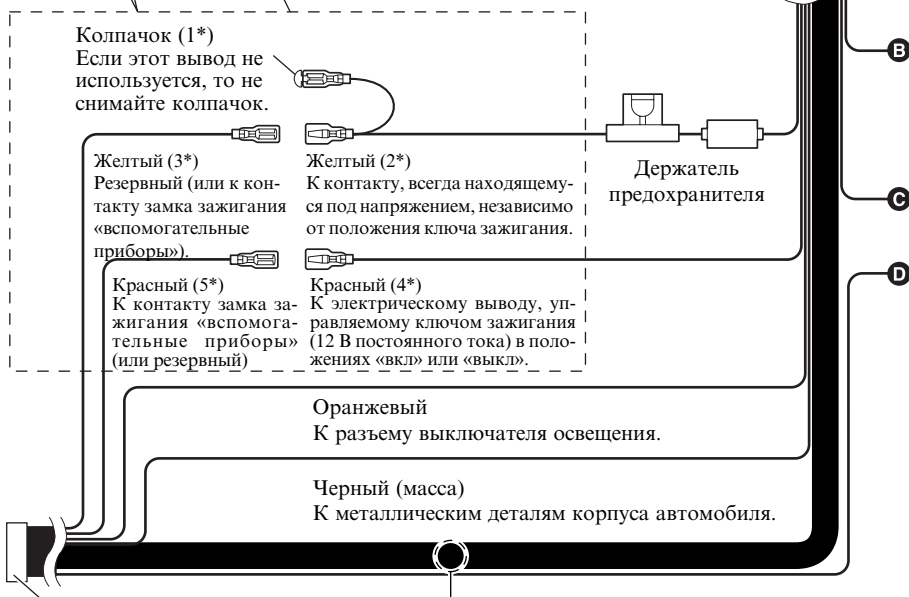 Колпачок (1*)
Если этот вывод не
используется, то не
снимайте колпачок.
B
Желтый (3*)
Резервный (или к кон-
такту замка зажигания
«вспомогательные
приборы»).
Желтый (2*)
К контакту, всегда находящему-
ся под напряжением, независимо
от положения ключа зажигания.
Держатель
предохранителя
C
D
Красный (5*)
К контакту замка за-
жигания «вспомога-
тельные приборы»
(или резервный)
Красный (4*)
К электрическому выводу, уп-
равляемому ключом зажигания
(12 В постоянного тока) в поло-
жениях «вкл» или «выкл».
Оранжевый
К разъему выключателя освещения.
Черный (масса)
К металлическим деталям корпуса автомобиля.